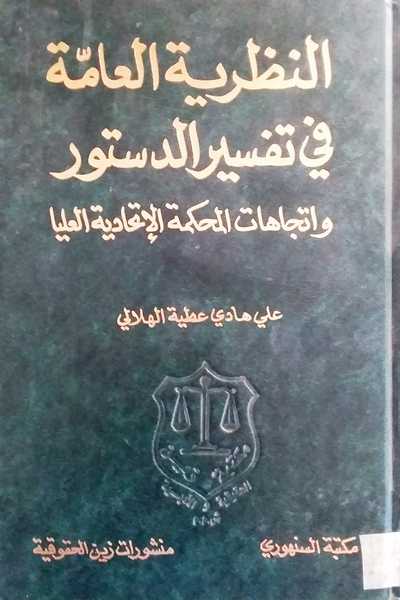 النظرية العامّة
في تفسير الدستور
واتجاهات المحكمة الإتحادية العليا
علي هادي عطية الهلالي
مكتبة السنهوري
منشورات زين الحقوقية